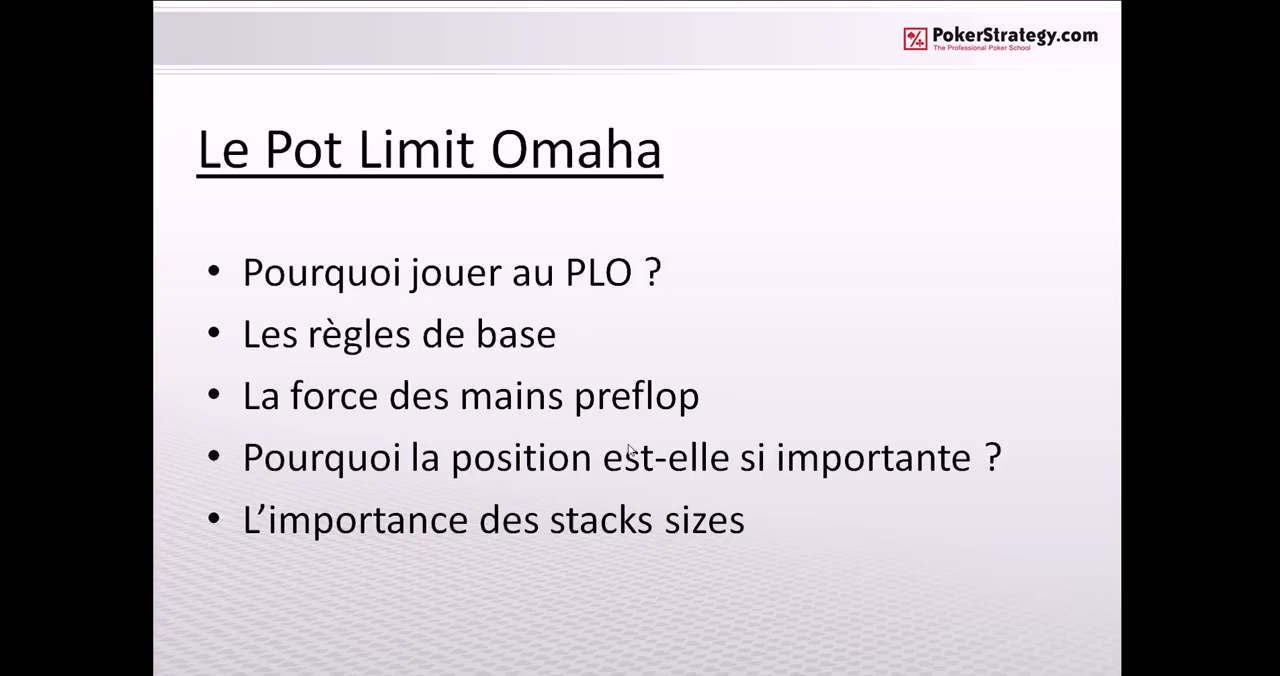 PokerStrategy.com
The Professional Poker School
Le Pot Limit Omaha
• Pourquoi jouer au PLO ?
• Les règles de base
• La force des mains preflop
• Pourquoi la position est-elle si importante ?
• L’importance des stacks sizes